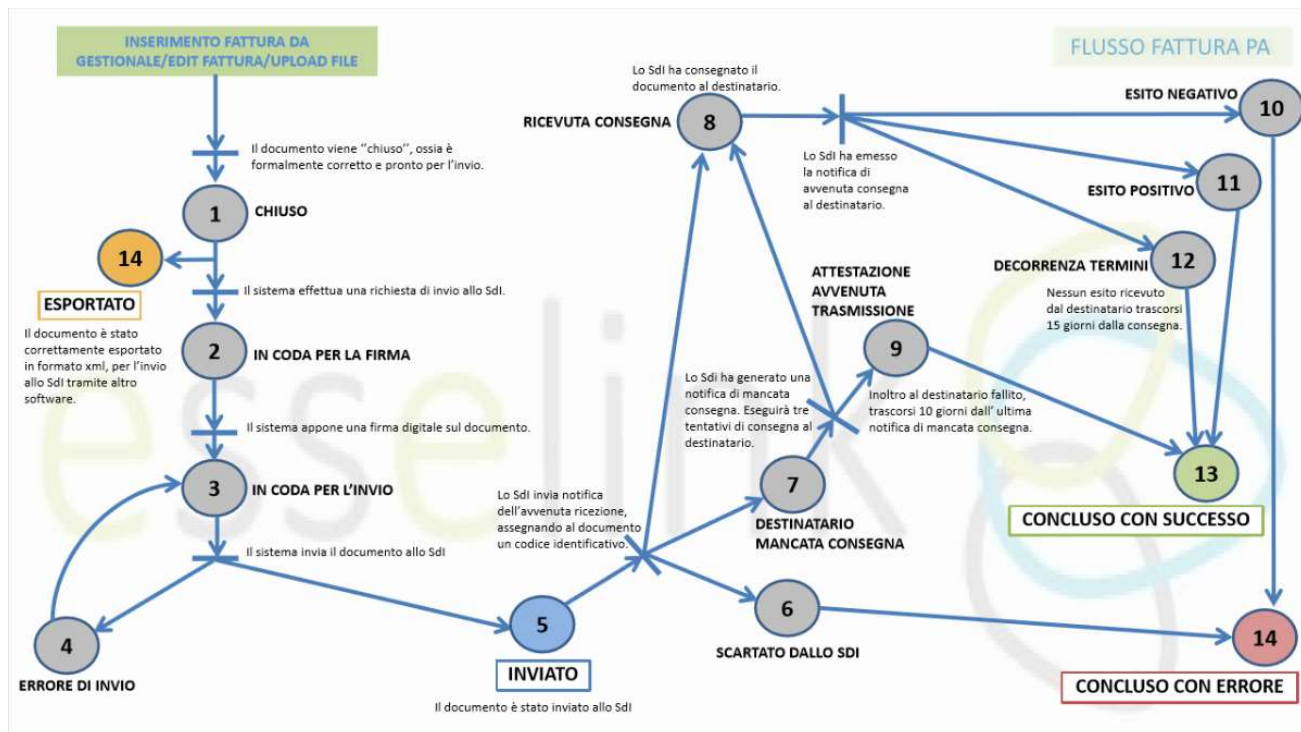 INSERIMENTO FATTURA DA
GESTIONALE/EDIT FATTURA/UPLOAD FILE
FLUSSO FATTURA PA
Il documento viene "chiuso", ossia è
formalmente corretto e pronto per l'invio.
1
CHIUSO
14
ESPORTATO
Il documento è stato
correttamente esportato
in formato xml, per l'invio
allo SdI tramite altro
software.
Il sistema effettua una richiesta di invio allo SdI.
2
IN CODA PER LA FIRMA
Il sistema appone una firma digitale sul documento.
3
IN CODA PER L'INVIO
Il sistema invia il documento allo SdI
4
ERRORE DI INVIO
5
INVIATO
Il documento è stato inviato allo SdI
Lo SdI invia notifica
dell'avvenuta ricezione,
assegnando al documento
un codice identificativo.
6
SCARTATO DALLO SDI
7
DESTINATARIO
MANCATA CONSEGNA
Lo Sdi ha generato una
notifica di mancata
consegna. Eseguirà tre
tentativi di consegna al
destinatario.
Lo SdI ha consegnato il
documento al destinatario.
RICEVUTA CONSEGNA
8
Lo SdI ha emesso
la notifica di
avvenuta consegna
al destinatario.
ATTESTAZIONE
AVVENUTA
TRASMISSIONE
9
Inoltro al destinatario fallito,
trascorsi 10 giorni dall' ultima
notifica di mancata consegna.
ESITO NEGATIVO
10
ESITO POSITIVO
11
DECORRENZA TERMINI
12
Nessun esito ricevuto
dal destinatario trascorsi
15 giorni dalla consegna.
13
CONCLUSO CON SUCCESSO
14
CONCLUSO CON ERRORE
esselink